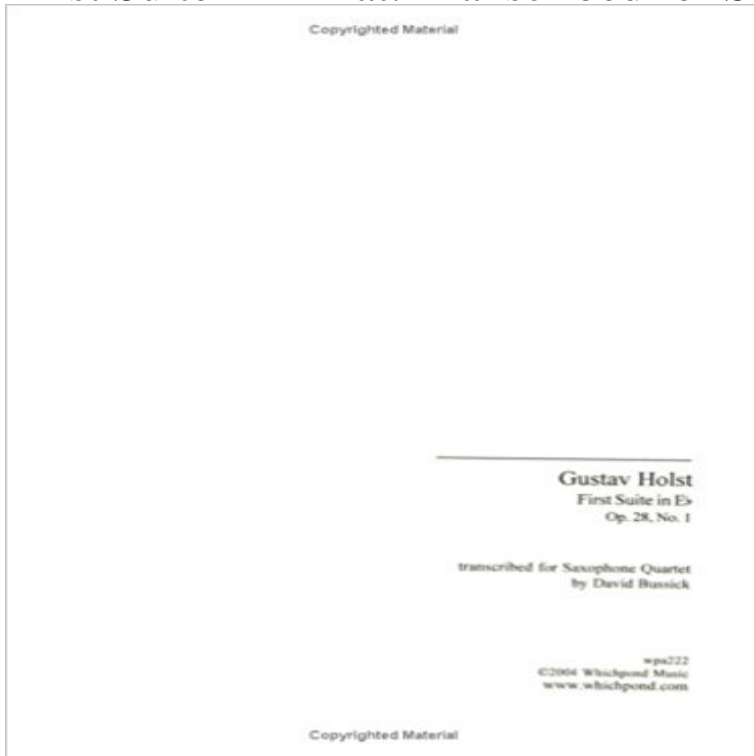 Copyrighted Material
Gustav Holst
First Suite in E♭
Op. 28, No. 1
transcribed for Saxophone Quartet
by David Bussick
wpa222
©2004 Whichpond Music
www.whichpond.com
Copyrighted Material